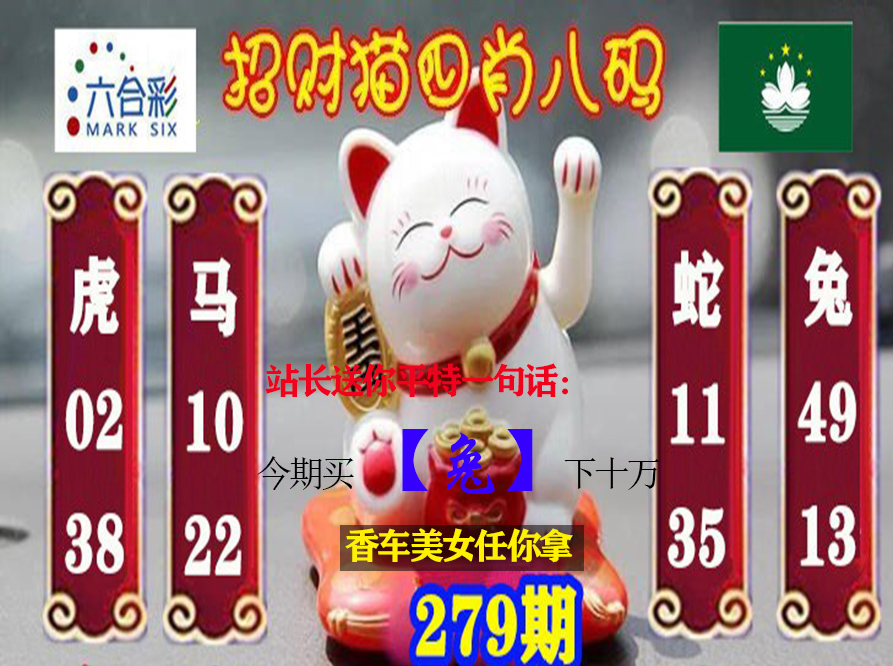 六合彩
MARK SIX
招财猫四肖八码
虎
02
38
马
10
22
蛇
11
35
兔
49
13
站长送你平特一句话：
今期买【兔】下十万
香车美女任你拿
279期